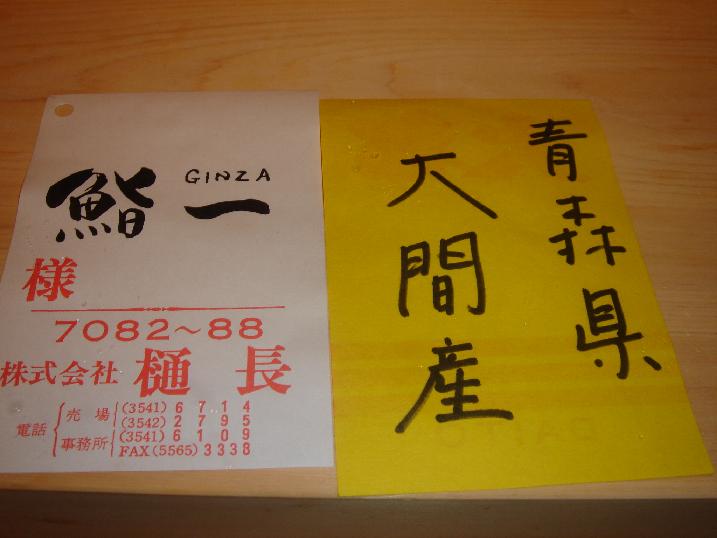 GINZA
鮨一
様
7082~88
株式会社 樋長
電話
売場 (3541) 6714
(3542) 2795
事務所 (3541) 6109
FAX (5565) 3338
青森県
大間産